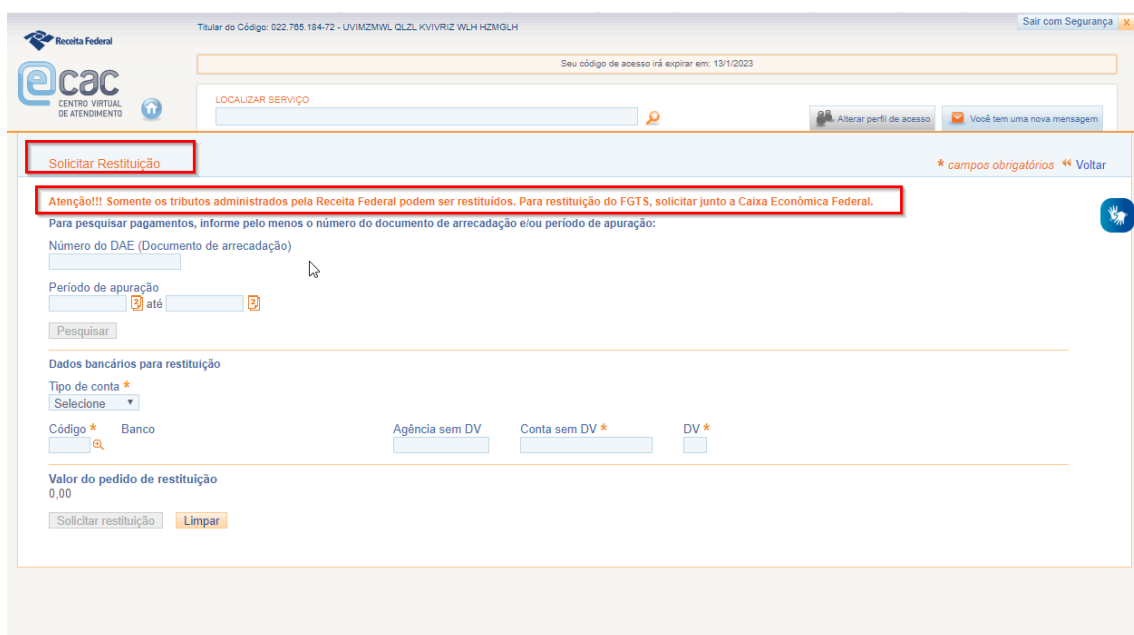 Titular do Código: 022.765.184-72 - UVIMZMWL QLZL KVIVRIZ WLH HZMGLH
Sair com Segurança x
Receita Federal
Seu código de acesso irá expirar em: 13/1/2023
ecac
CENTRO VIRTUAL
DE ATENDIMENTO
LOCALIZAR SERVIÇO
Alterar perfil de acesso
Você tem uma nova mensagem
Solicitar Restituição
* campos obrigatórios
Voltar
Atenção!!! Somente os tributos administrados pela Receita Federal podem ser restituídos. Para restituição do FGTS, solicitar junto a Caixa Econômica Federal.
Para pesquisar pagamentos, informe pelo menos o número do documento de arrecadação e/ou período de apuração:
Número do DAE (Documento de arrecadação)
Período de apuração
até
Pesquisar
Dados bancários para restituição
Tipo de conta *
Selecione
Código * Banco Agência sem DV Conta sem DV * DV *
Valor do pedido de restituição
0,00
Solicitar restituição Limpar